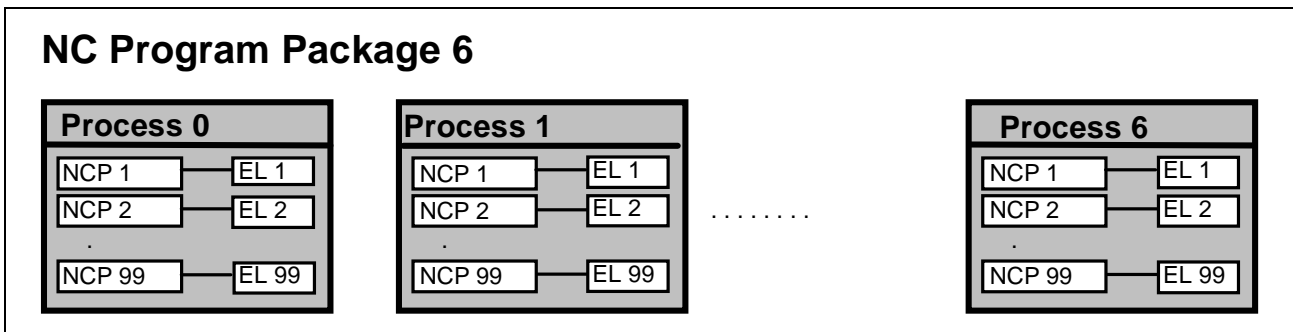 NC Program Package 6
Process 0
NCP 1 EL 1
NCP 2 EL 2
.
NCP 99 EL 99
Process 1
NCP 1 EL 1
NCP 2 EL 2
.
NCP 99 EL 99
. . . . . . . .
Process 6
NCP 1 EL 1
NCP 2 EL 2
.
NCP 99 EL 99